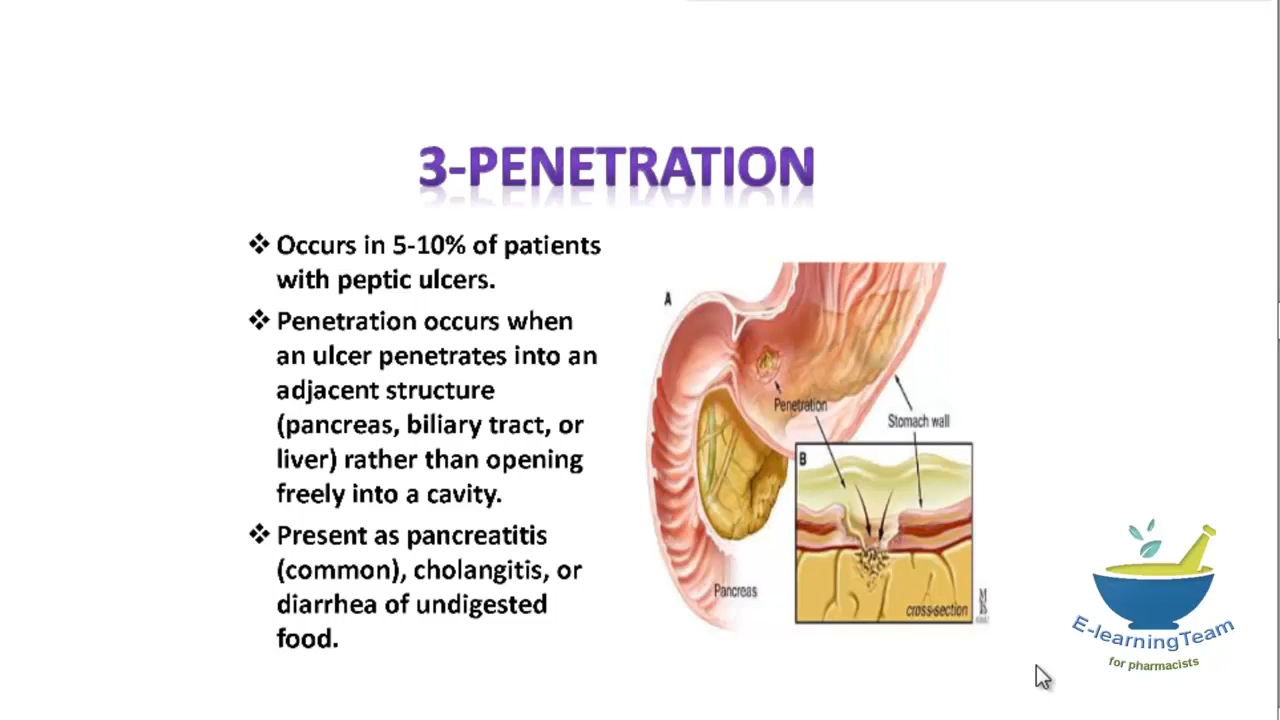 3-PENETRATION
❖ Occurs in 5-10% of patients
with peptic ulcers.
❖ Penetration occurs when
an ulcer penetrates into an
adjacent structure
(pancreas, biliary tract, or
liver) rather than opening
freely into a cavity.
❖ Present as pancreatitis
(common), cholangitis, or
diarrhea of undigested
food.
A
Penetration
Stomach wall
B
Pancreas
cross-section
E-learningTeam
for pharmacists